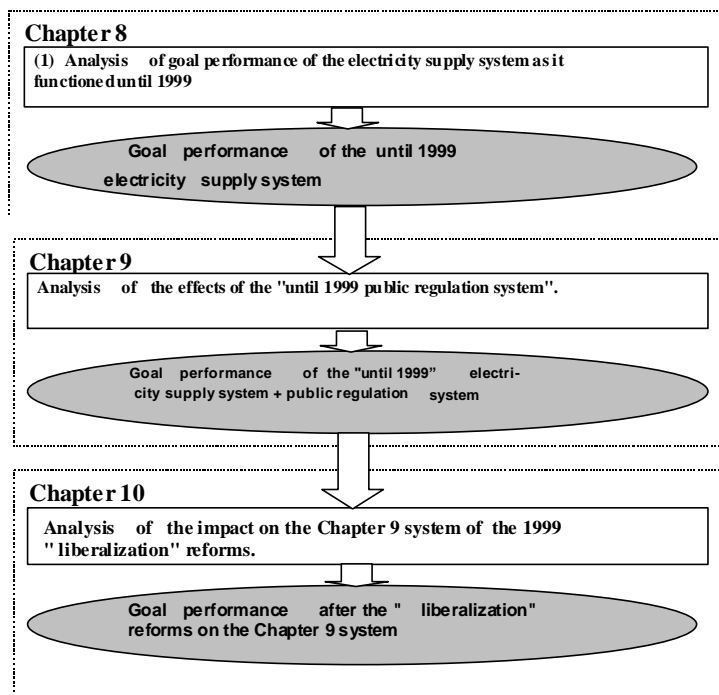 Chapter 8
(1) Analysis of goal performance of the electricity supply system as it
functioned until 1999
Goal performance of the until 1999
electricity supply system
Chapter 9
Analysis of the effects of the "until 1999 public regulation system".
Goal performance of the "until 1999” electri-
city supply system + public regulation system
Chapter 10
Analysis of the impact on the Chapter 9 system of the 1999
" liberalization" reforms.
Goal performance after the " liberalization"
reforms on the Chapter 9 system